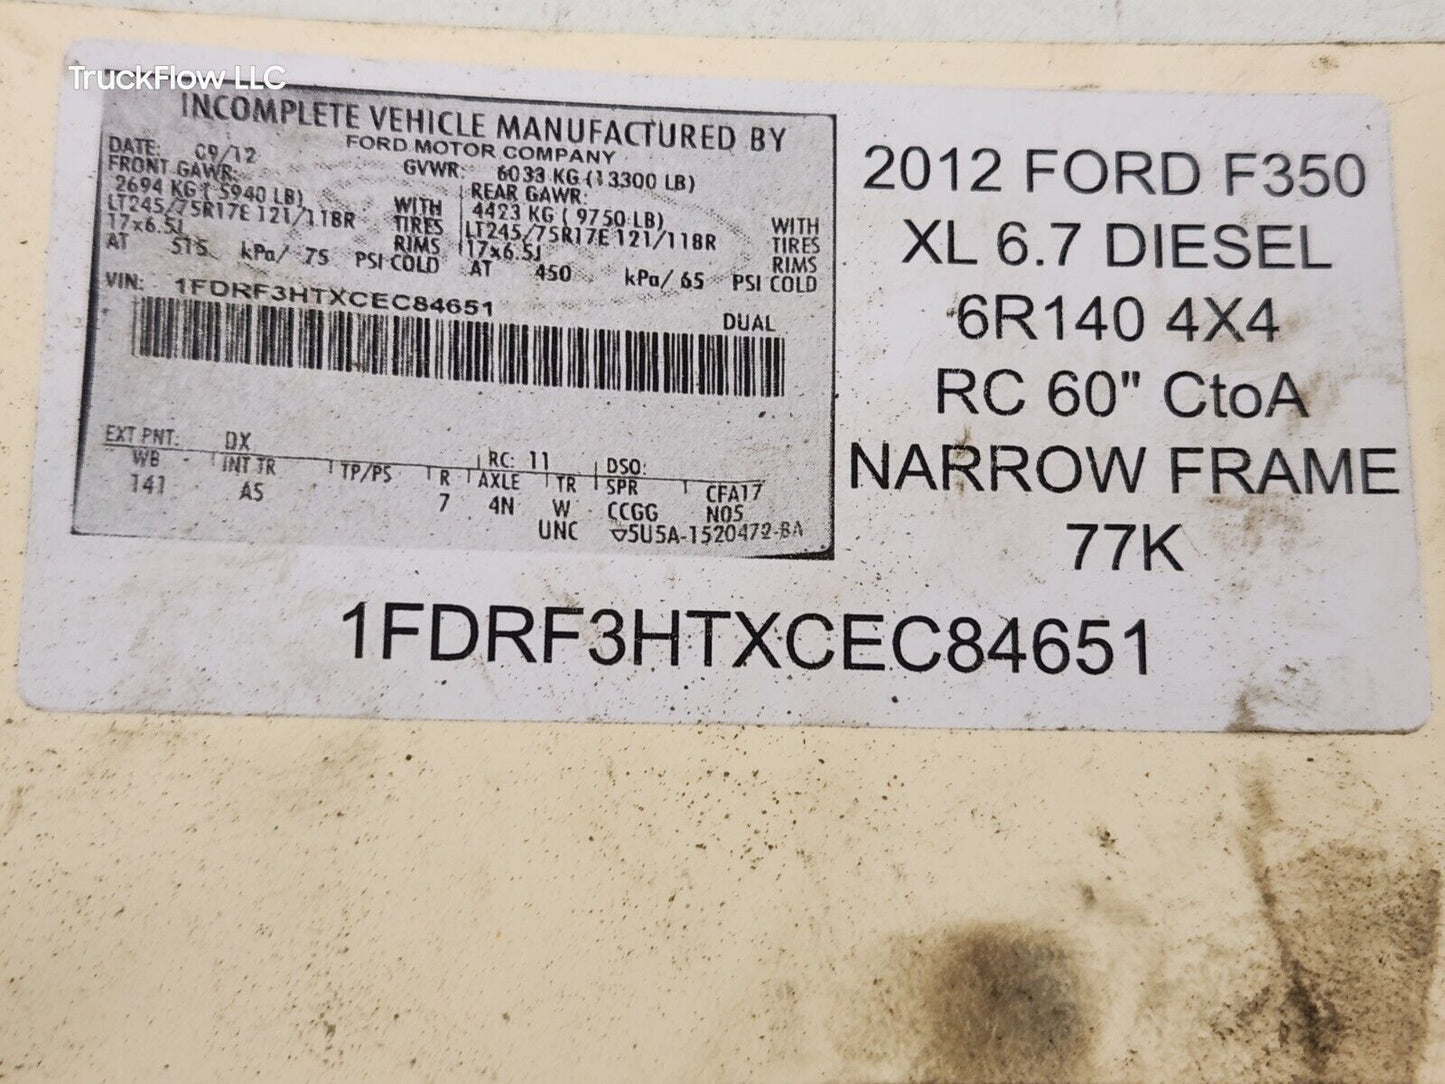 TruckFlow LLC
INCOMPLETE VEHICLE MANUFACTURED BY
FORD MOTOR COMPANY
DATE: 09/12 GVWR: 6033 KG (13300 LB)
FRONT GAWR: REAR GAWR:
2694 KG (5940 LB) WITH 4423 KG (9750 LB) WITH
LT245/75R17E 121/118R TIRES LT245/75R17E 121/118R TIRES
17x6.5J RIMS 17x6.5J RIMS
AT 515 kPa/ 75 PSI COLD AT 450 kPa/ 65 PSI COLD
VIN: 1FDRF3HTXCEC84651
DUAL
EXT PNT: DX RC: 11 DSO:
WB INT TR TP/PS R AXLE TR SPR CFA17
141 AS 7 4N W CCGG N05
UNC ▽5U5A-1520472-BA
2012 FORD F350
XL 6.7 DIESEL
6R140 4X4
RC 60" CtoA
NARROW FRAME
77K
1FDRF3HTXCEC84651